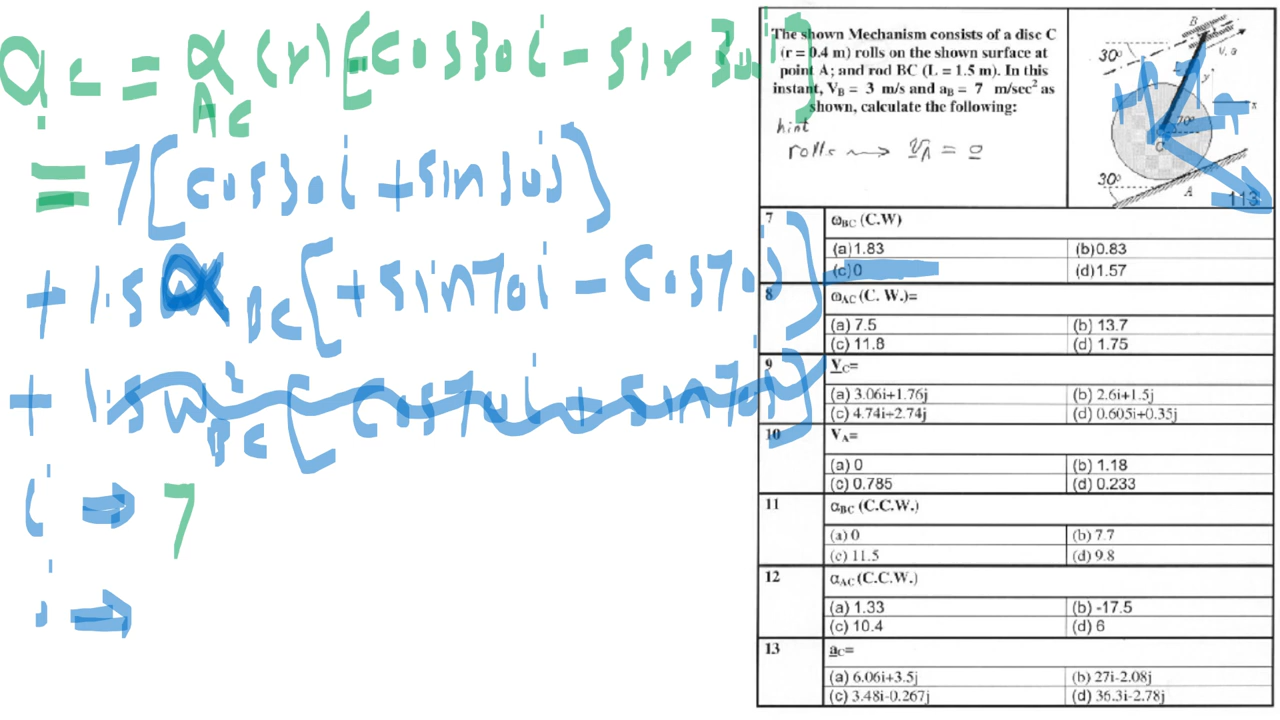 a_c = α_AC (r) [-cos30i - sin30j]
= 7[cos30i + sin30j]
+ 1.5 α_BC [+sin70i - cos70j]
+ 1.5 ω²_BC [cos70i + sin70j]
i ⇒ 7
j ⇒
The shown Mechanism consists of a disc C
(r = 0.4 m) rolls on the shown surface at
point A; and rod BC (L = 1.5 m). In this
instant, V_B = 3 m/s and a_B = 7 m/sec² as
shown, calculate the following:
hint
rolls ⟶ V_A = 0
B
30°
V, a
y
x
70°
C
30°
A
113
7 ω_BC (C.W)
(a) 1.83 (b) 0.83
(c) 0 (d) 1.57
8 ω_AC (C. W.)=
(a) 7.5 (b) 13.7
(c) 11.8 (d) 1.75
9 V_C=
(a) 3.06i+1.76j (b) 2.6i+1.5j
(c) 4.74i+2.74j (d) 0.605i+0.35j
10 V_A=
(a) 0 (b) 1.18
(c) 0.785 (d) 0.233
11 α_BC (C.C.W.)
(a) 0 (b) 7.7
(c) 11.5 (d) 9.8
12 α_AC (C.C.W.)
(a) 1.33 (b) -17.5
(c) 10.4 (d) 6
13 a_C=
(a) 6.06i+3.5j (b) 27i-2.08j
(c) 3.48i-0.267j (d) 36.3i-2.78j